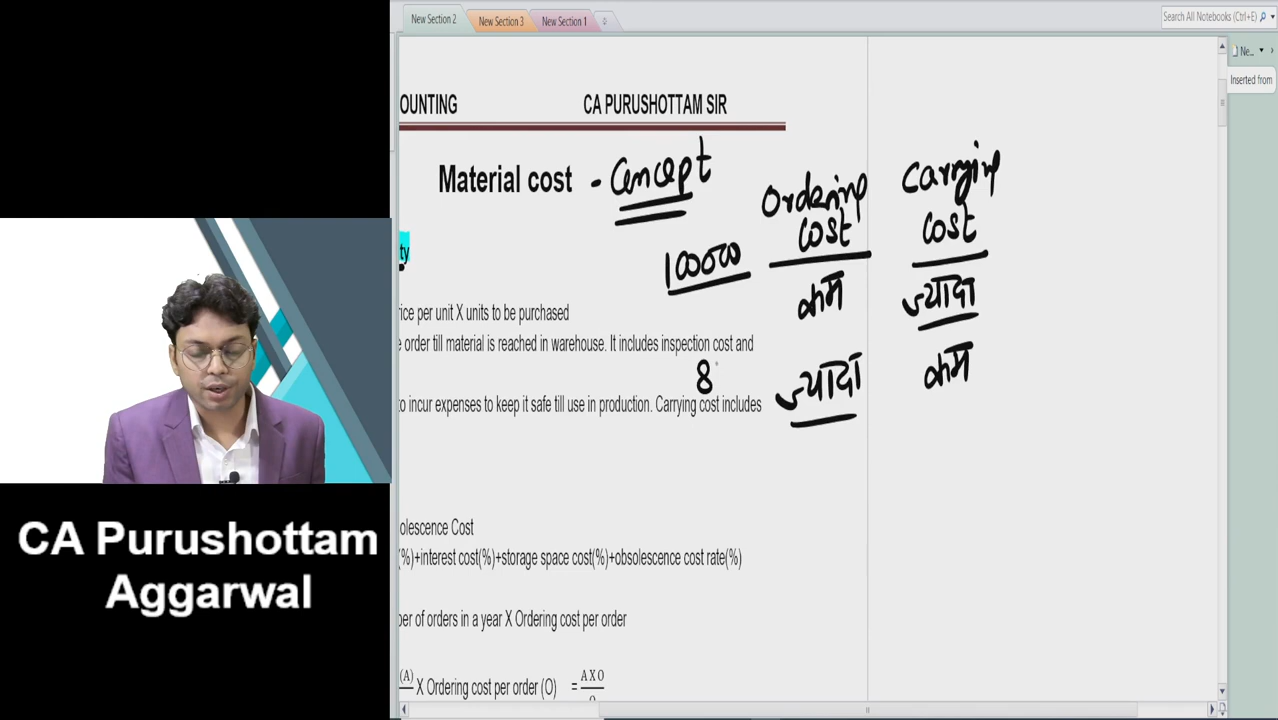 New Section 2
New Section 3
New Section 1
Search All Notebooks (Ctrl+E)
Ne...
Inserted from
OUNTING CA PURUSHOTTAM SIR
Material cost - Concept
Ordering cost
Carrying cost
ty
100000
कम ज्यादा
rice per unit X units to be purchased
e order till material is reached in warehouse. It includes inspection cost and
8 ज्यादा कम
to incur expenses to keep it safe till use in production. Carrying cost includes
olescence Cost
(%)+interest cost(%)+storage space cost(%)+obsolescence cost rate(%)
ber of orders in a year X Ordering cost per order
(A) X Ordering cost per order (O) = A X O
CA Purushottam
Aggarwal